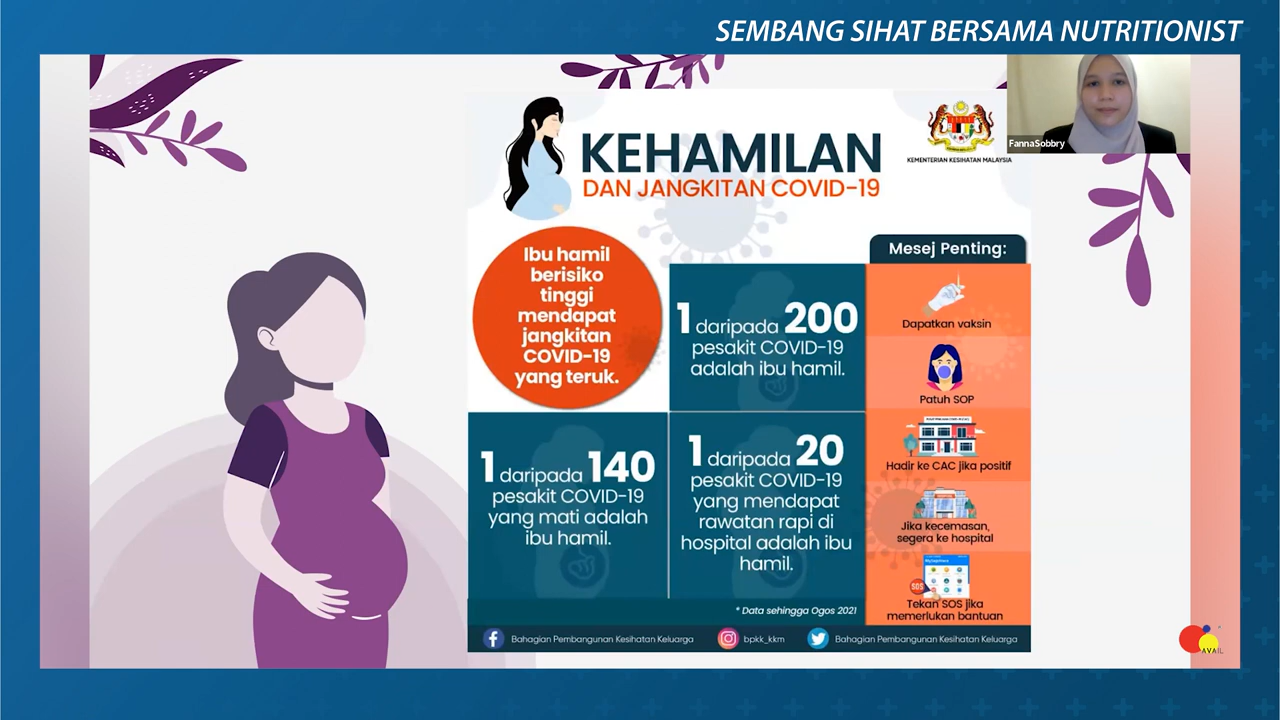 SEMBANG SIHAT BERSAMA NUTRITIONIST
FannaSobbry
KEHAMILAN
DAN JANGKITAN COVID-19
KEMENTERIAN KESIHATAN MALAYSIA
Ibu hamil
berisiko
tinggi
mendapat
jangkitan
COVID-19
yang teruk.
1 daripada 200
pesakit COVID-19
adalah ibu hamil.
1 daripada 140
pesakit COVID-19
yang mati adalah
ibu hamil.
1 daripada 20
pesakit COVID-19
yang mendapat
rawatan rapi di
hospital adalah ibu
hamil.
* Data sehingga Ogos 2021
Mesej Penting:
Dapatkan vaksin
Patuh SOP
Hadir ke CAC jika positif
Jika kecemasan,
segera ke hospital
SOS
Tekan SOS jika
memerlukan bantuan
Bahagian Pembangunan Kesihatan Keluarga
bpkk_kkm
Bahagian Pembangunan Kesihatan Keluarga
AVAIL